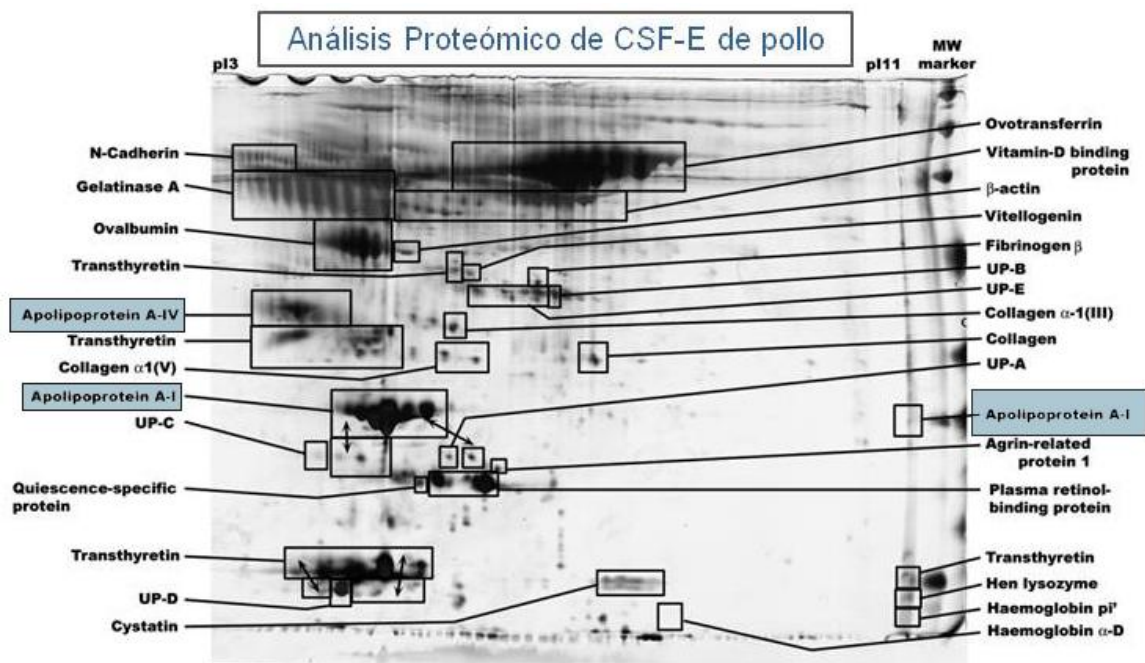 Análisis Proteómico de CSF-E de pollo
pI3
pI11
MW
marker
N-Cadherin
Gelatinase A
Ovalbumin
Transthyretin
Apolipoprotein A-IV
Transthyretin
Collagen α1(V)
Apolipoprotein A-I
UP-C
Quiescence-specific
protein
Transthyretin
UP-D
Cystatin
Ovotransferrin
Vitamin-D binding
protein
β-actin
Vitellogenin
Fibrinogen β
UP-B
UP-E
Collagen α-1(III)
Collagen
UP-A
Apolipoprotein A-I
Agrin-related
protein 1
Plasma retinol-
binding protein
Transthyretin
Hen lysozyme
Haemoglobin pi'
Haemoglobin α-D